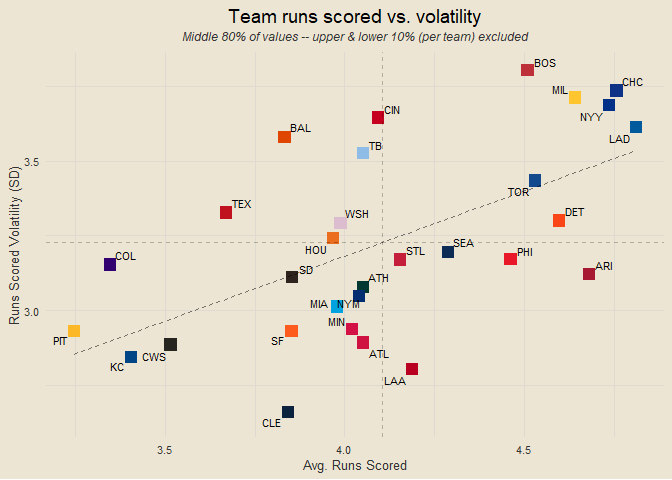 Team runs scored vs. volatility
Middle 80% of values -- upper & lower 10% (per team) excluded
BOS
CHC
MIL
NYY
CIN
LAD
BAL
TB
3.5
TOR
TEX
DET
WSH
HOU
SEA
STL
PHI
COL
ARI
SD
ATH
MIA
NYM
3.0
MIN
PIT
SF
ATL
CWS
KC
LAA
CLE
Runs Scored Volatility (SD)
3.5
4.0
4.5
Avg. Runs Scored